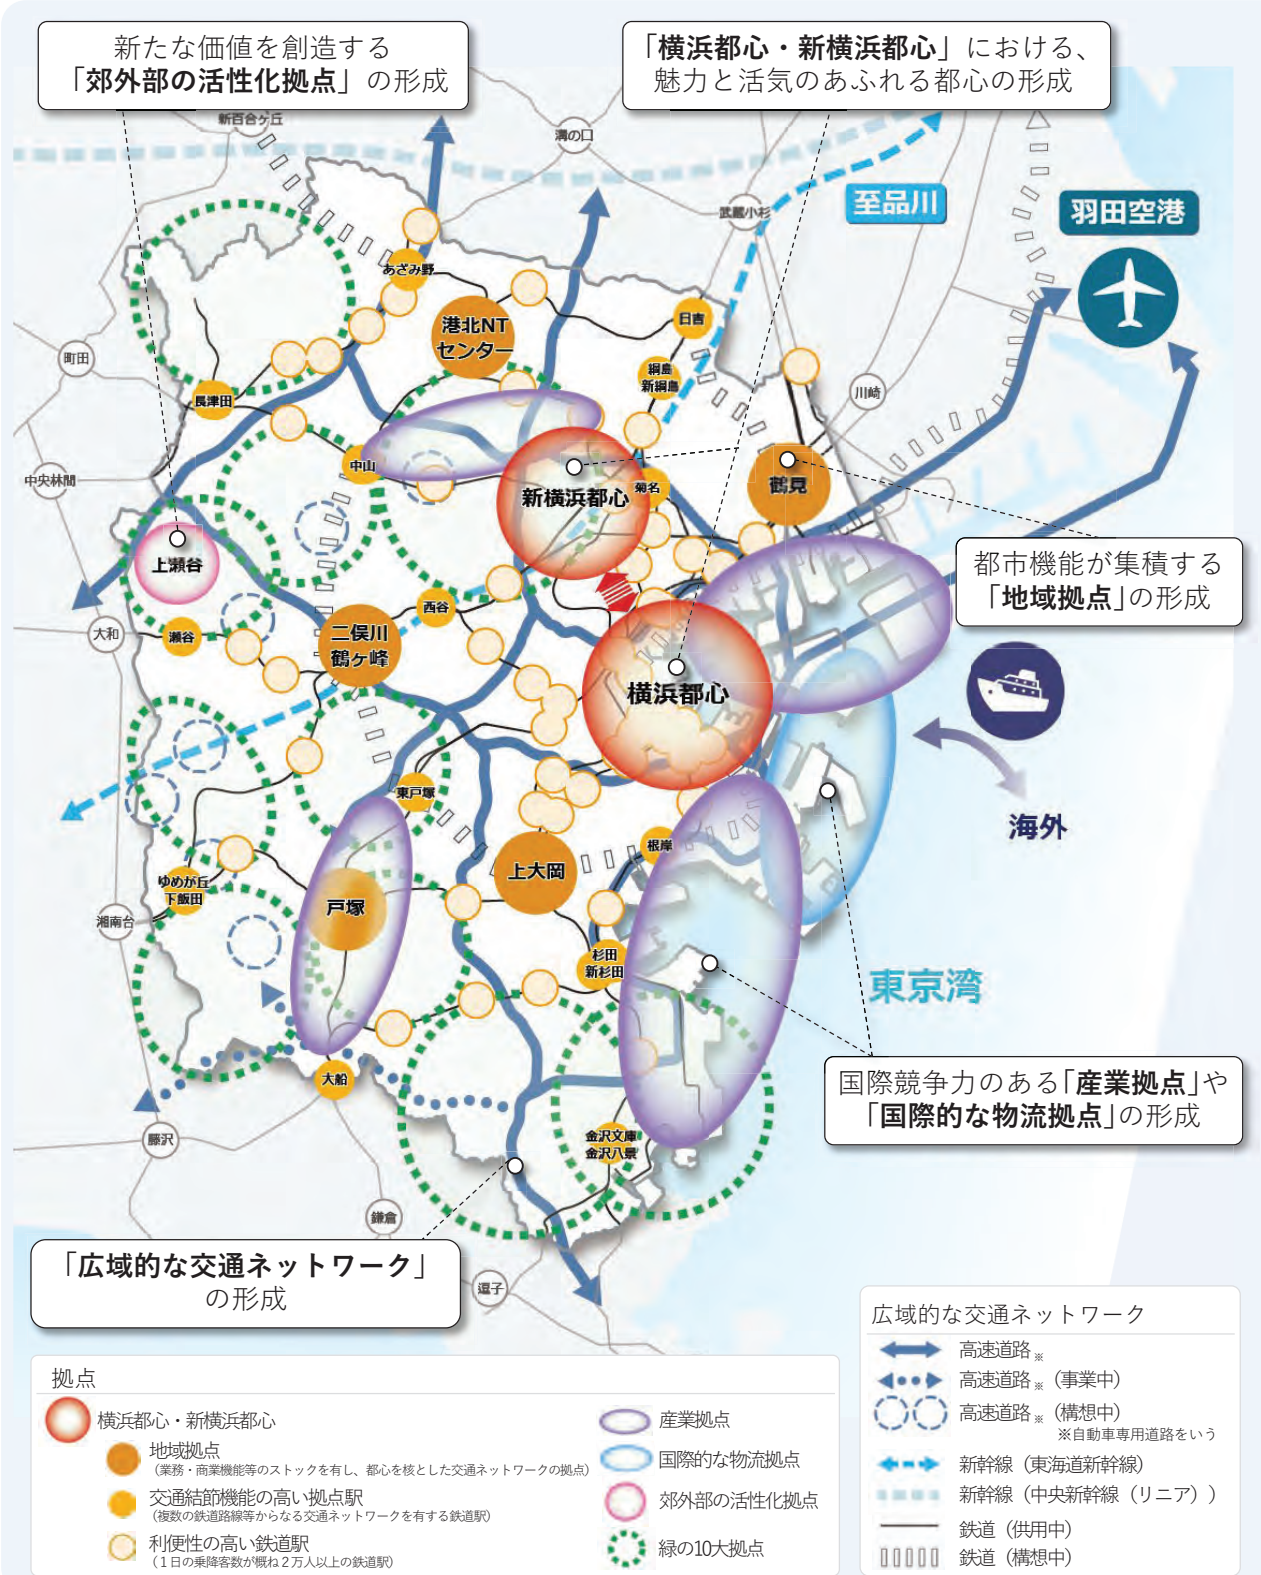 新たな価値を創造する
「郊外部の活性化拠点」の形成
「横浜都心・新横浜都心」における、
魅力と活気のあふれる都心の形成
新百合ケ丘
溝の口
武蔵小杉
至品川
羽田空港
あざみ野
港北NT
センター
日吉
綱島
新綱島
町田
川崎
長津田
中央林間
中山
新横浜都心
菊名
鶴見
上瀬谷
都市機能が集積する
「地域拠点」の形成
西谷
大和
瀬谷
二俣川
鶴ヶ峰
横浜都心
東戸塚
海外
根岸
上大岡
ゆめが丘
下飯田
戸塚
湘南台
杉田
新杉田
東京湾
大船
国際競争力のある「産業拠点」や
「国際的な物流拠点」の形成
藤沢
金沢文庫
金沢八景
鎌倉
「広域的な交通ネットワーク」
の形成
逗子
拠点
横浜都心・新横浜都心
地域拠点
（業務・商業機能等のストックを有し、都心を核とした交通ネットワークの拠点）
交通結節機能の高い拠点駅
（複数の鉄道路線等からなる交通ネットワークを有する鉄道駅）
利便性の高い鉄道駅
（１日の乗降客数が概ね２万人以上の鉄道駅）
産業拠点
国際的な物流拠点
郊外部の活性化拠点
緑の10大拠点
広域的な交通ネットワーク
高速道路※
高速道路※（事業中）
高速道路※（構想中）
※自動車専用道路をいう
新幹線（東海道新幹線）
新幹線（中央新幹線（リニア））
鉄道（供用中）
鉄道（構想中）